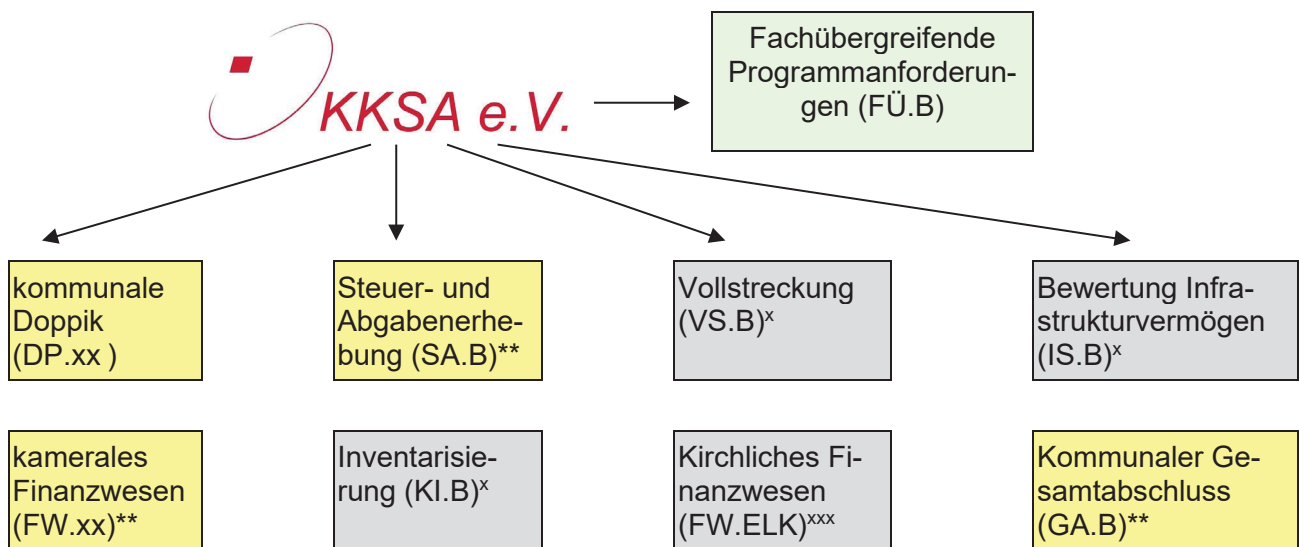 Fachübergreifende
Programmanforderun-
gen (FÜ.B)
KKSA e.V.
kommunale
Doppik
(DP.xx )
Steuer- und
Abgabenerhe-
bung (SA.B)**
Vollstreckung
(VS.B)ˣ
Bewertung Infra-
strukturvermögen
(IS.B)ˣ
kamerales
Finanzwesen
(FW.xx)**
Inventarisie-
rung (KI.B)ˣ
Kirchliches Fi-
nanzwesen
(FW.ELK)ˣˣˣ
Kommunaler Ge-
samtabschluss
(GA.B)**